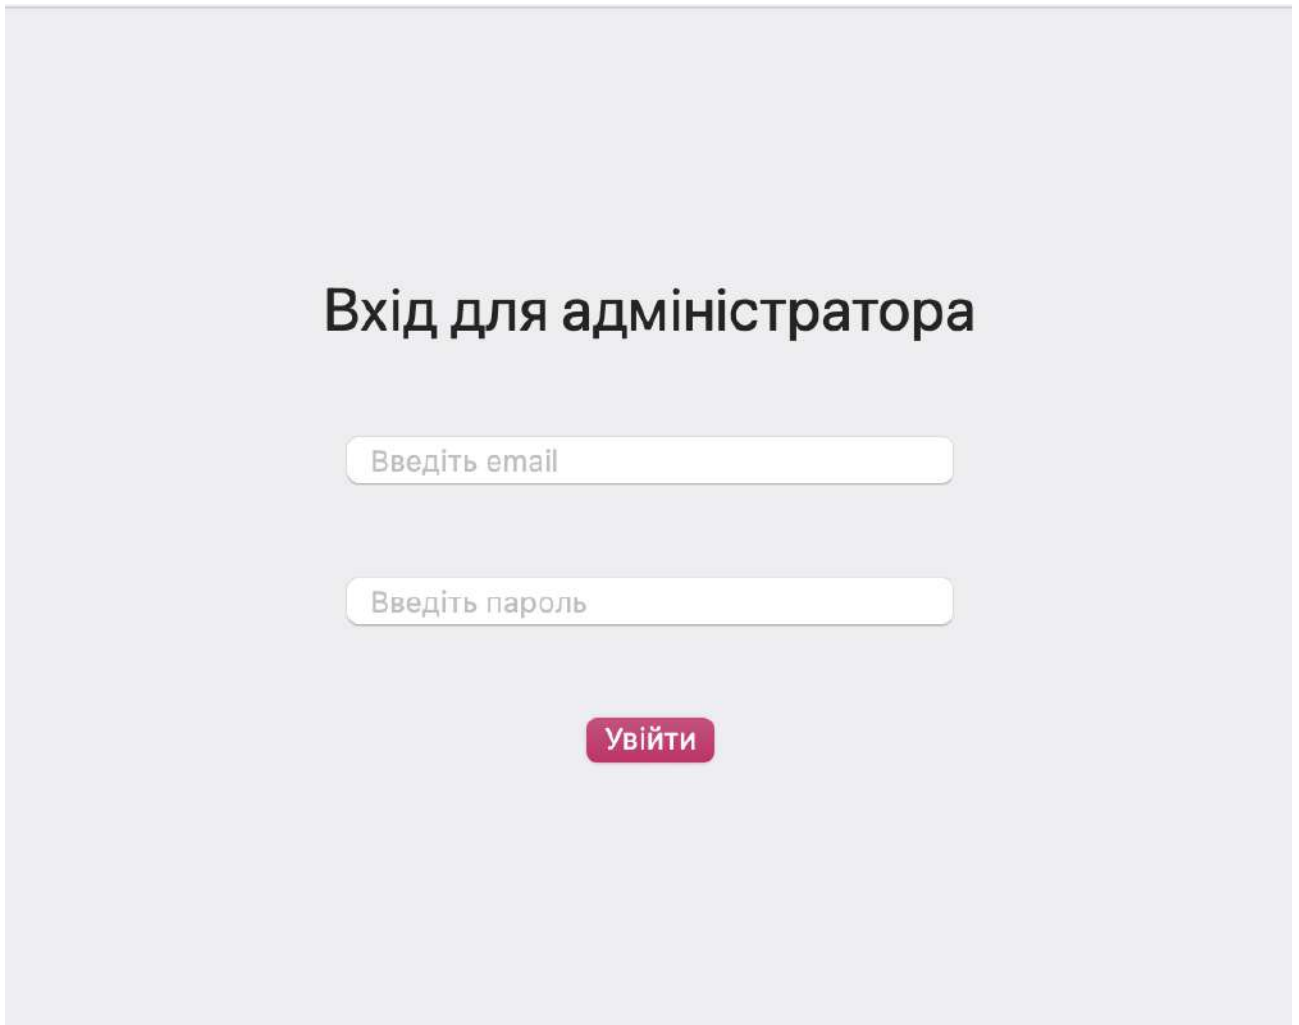 Вхід для адміністратора
Введіть email
Введіть пароль
Увійти